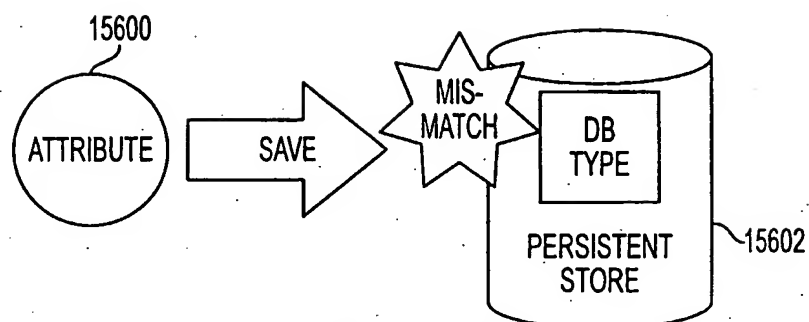 15600
ATTRIBUTE
SAVE
MIS-
MATCH
DB
TYPE
PERSISTENT
STORE
15602